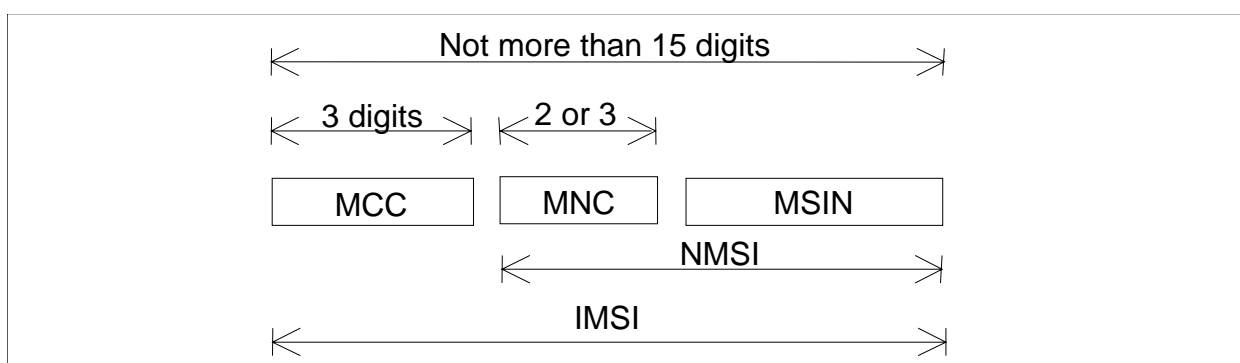 Not more than 15 digits
3 digits 2 or 3
MCC MNC MSIN
NMSI
IMSI